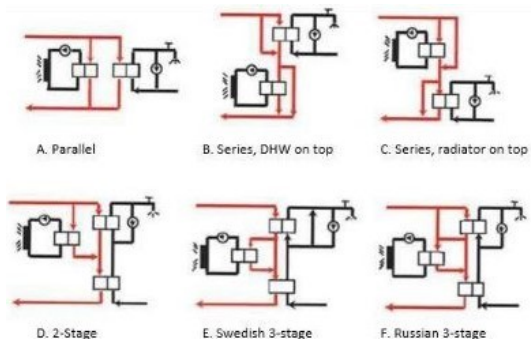 A. Parallel
B. Series, DHW on top
C. Series, radiator on top
D. 2-Stage
E. Swedish 3-stage
F. Russian 3-stage